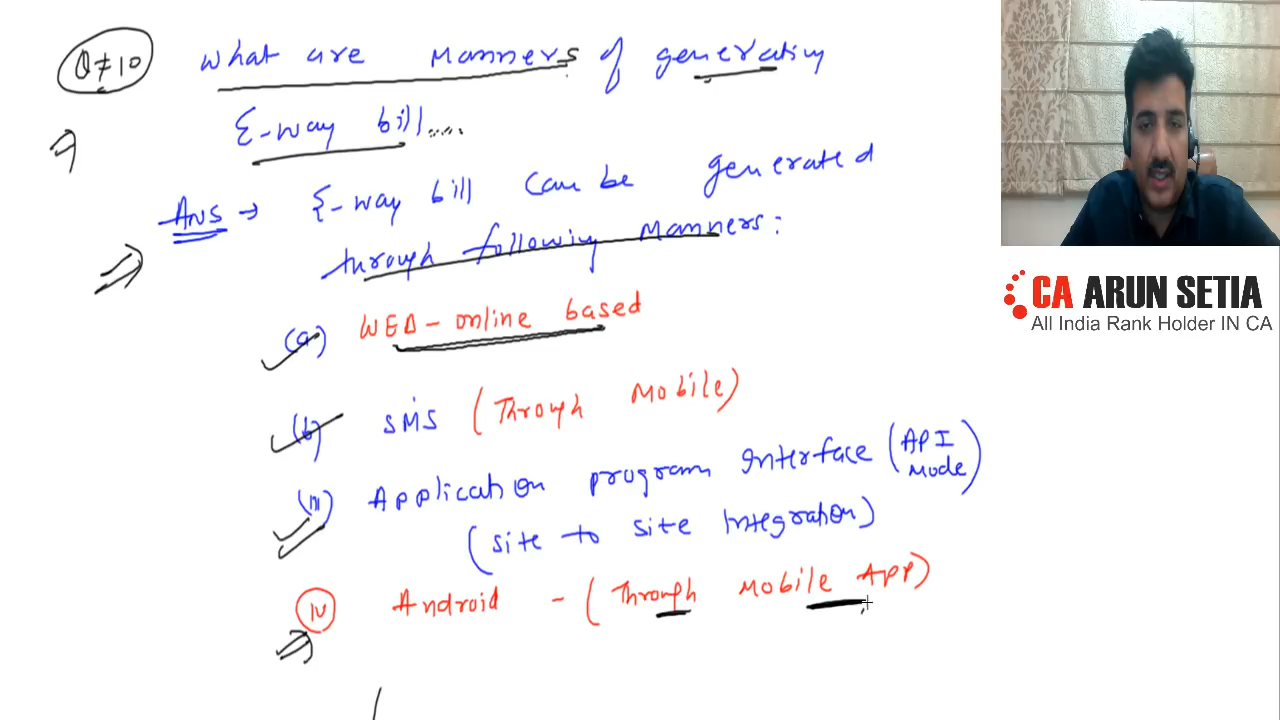 Q≠10 What are manners of generating
E-way bill....
Ans → E-way bill can be generated
through following manners:
(a) WEB - online based
(b) SMS (Through Mobile)
(III) Application program Interface (API Mode)
(site to site Integration)
IV Android - (Through Mobile APP)
CA ARUN SETIA
All India Rank Holder IN CA